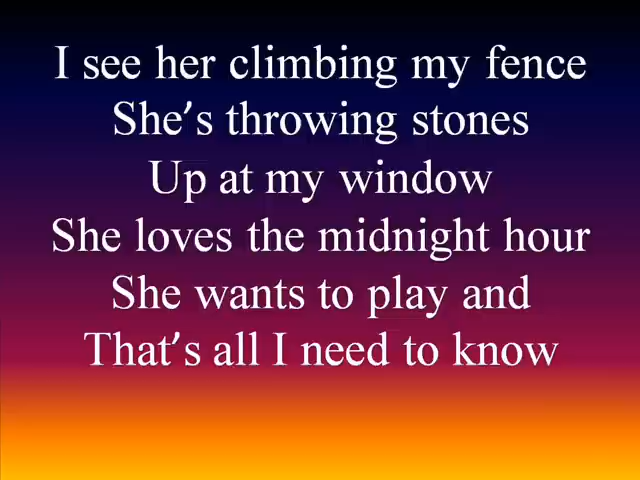 I see her climbing my fence
She’s throwing stones
Up at my window
She loves the midnight hour
She wants to play and
That’s all I need to know